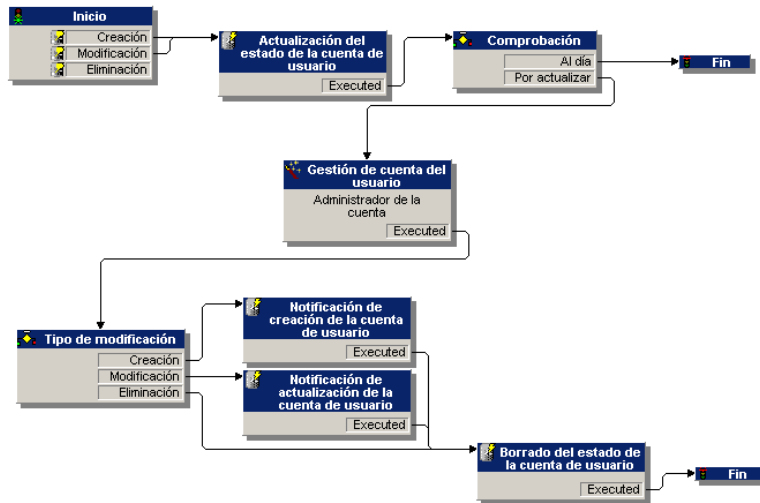 Inicio
Creación
Modificación
Eliminación
Actualización del
estado de la cuenta de
usuario
Executed
Comprobación
Al día
Por actualizar
Fin
Gestión de cuenta del
usuario
Administrador de la
cuenta
Executed
Tipo de modificación
Creación
Modificación
Eliminación
Notificación de
creación de la cuenta
de usuario
Executed
Notificación de
actualización de la
cuenta de usuario
Executed
Borrado del estado de
la cuenta de usuario
Executed
Fin